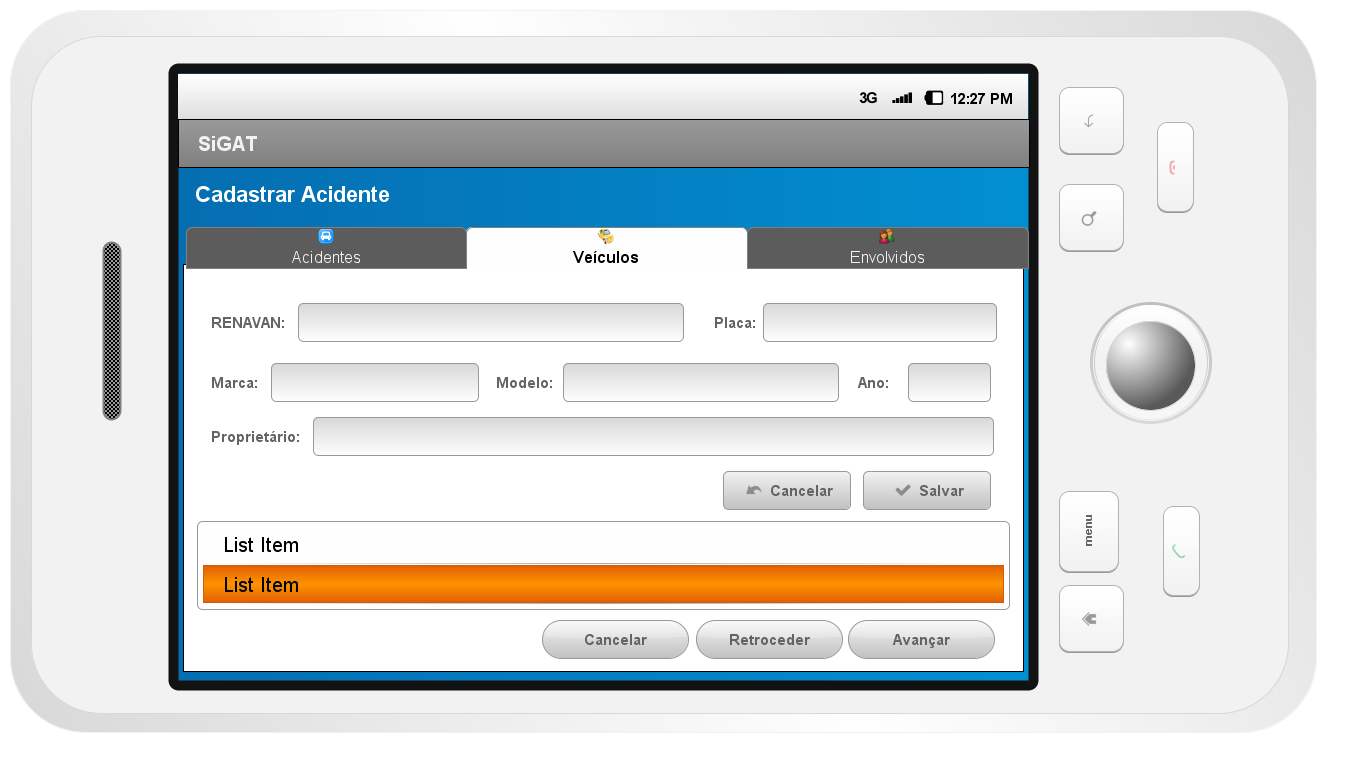 3G 12:27 PM
SiGAT
Cadastrar Acidente
Acidentes Veículos Envolvidos
RENAVAN: Placa:
Marca: Modelo: Ano:
Proprietário:
Cancelar Salvar
List Item
List Item
Cancelar Retroceder Avançar
menu